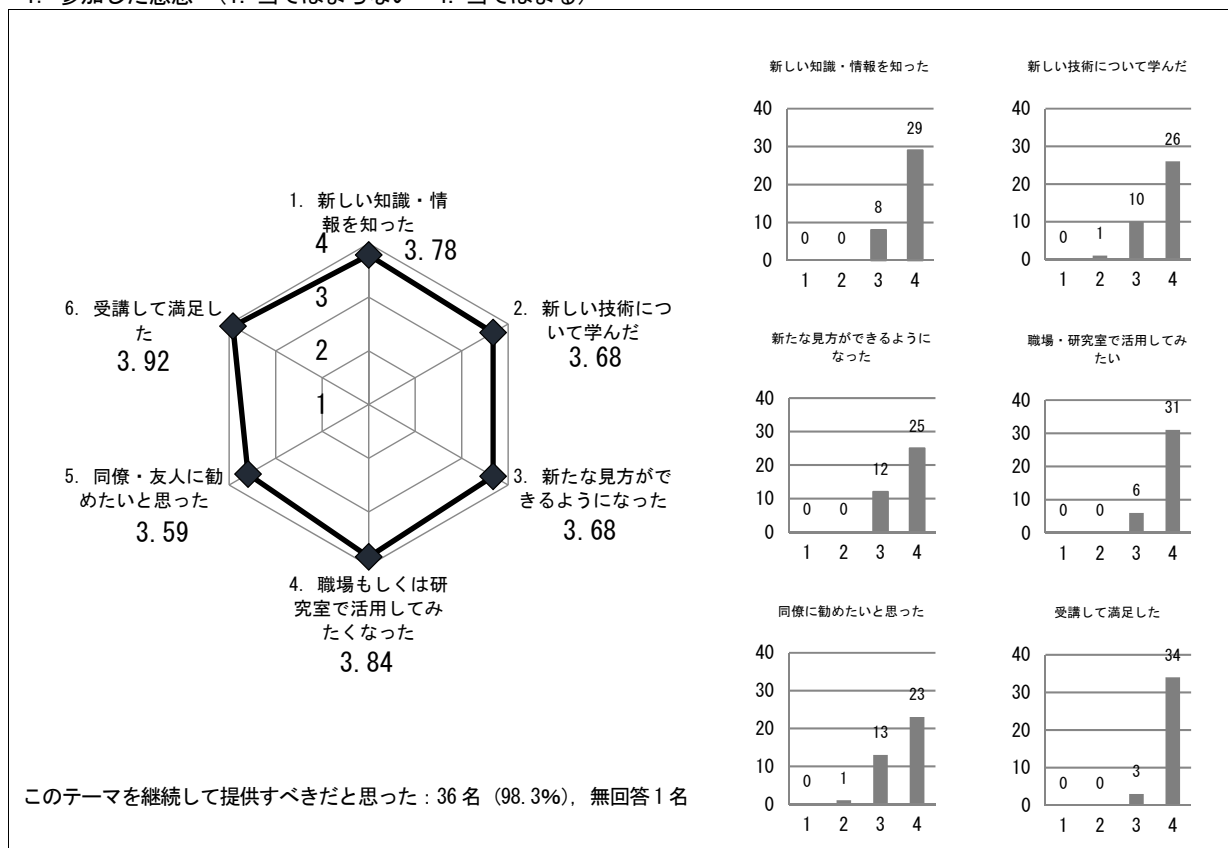 1. 新しい知識・情
報を知った
3.78
2. 新しい技術につ
いて学んだ
3.68
3. 新たな見方がで
きるようになった
3.68
4. 職場もしくは研
究室で活用してみ
たくなった
3.84
5. 同僚・友人に勧
めたいと思った
3.59
6. 受講して満足し
た
3.92
4
3
2
1
このテーマを継続して提供すべきだと思った：36名（98.3%），無回答1名
新しい知識・情報を知った
40
30
20
10
0
0 0 8 29
1 2 3 4
新しい技術について学んだ
40
30
20
10
0
0 1 10 26
1 2 3 4
新たな見方ができるように
なった
40
30
20
10
0
0 0 12 25
1 2 3 4
職場・研究室で活用してみ
たい
40
30
20
10
0
0 0 6 31
1 2 3 4
同僚に勧めたいと思った
40
30
20
10
0
0 1 13 23
1 2 3 4
受講して満足した
40
30
20
10
0
0 0 3 34
1 2 3 4